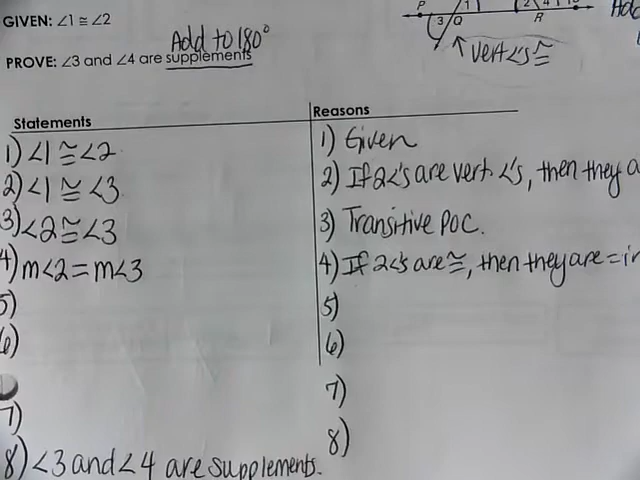 P 1 2 4
3 Q R
GIVEN: ∠1 ≅ ∠2
Add to 180°
vert ∠'s ≅
PROVE: ∠3 and ∠4 are supplements
Statements Reasons
1) ∠1 ≅ ∠2 1) Given
2) ∠1 ≅ ∠3 2) If 2∠'s are vert. ∠'s, then they a
3) ∠2 ≅ ∠3 3) Transitive POC.
4) m∠2 = m∠3 4) If 2∠'s are ≅, then they are = in
5) 5)
6) 6)
7) 7)
8) ∠3 and ∠4 are supplements. 8)